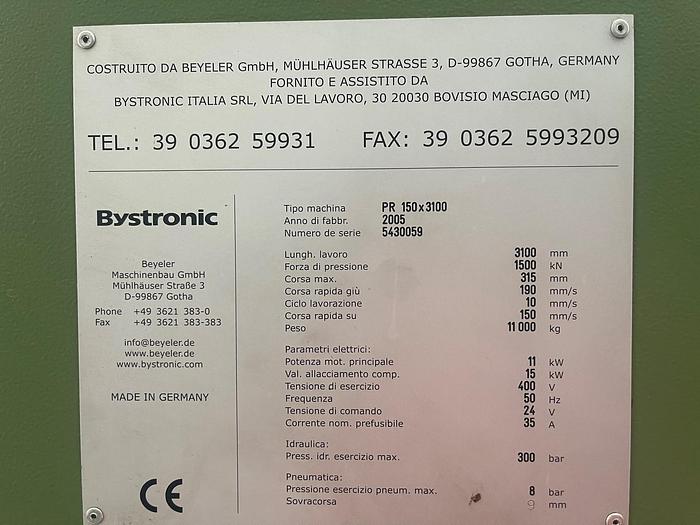 COSTRUITO DA BEYELER GmbH, MÜHLHÄUSER STRASSE 3, D-99867 GOTHA, GERMANY
FORNITO E ASSISTITO DA
BYSTRONIC ITALIA SRL, VIA DEL LAVORO, 30 20030 BOVISIO MASCIAGO (MI)
TEL.: 39 0362 59931 FAX: 39 0362 5993209
Bystronic
Beyeler
Maschinenbau GmbH
Mühlhäuser Straße 3
D-99867 Gotha
Phone +49 3621 383-0
Fax +49 3621 383-383
info@beyeler.de
www.beyeler.de
www.bystronic.com
MADE IN GERMANY
CE
Tipo machina PR 150x3100
Anno di fabbr. 2005
Numero de serie 5430059
Lungh. lavoro 3100 mm
Forza di pressione 1500 kN
Corsa max. 315 mm
Corsa rapida giù 190 mm/s
Ciclo lavorazione 10 mm/s
Corsa rapida su 150 mm/s
Peso 11 000 kg
Parametri elettrici:
Potenza mot. principale 11 kW
Val. allacciamento comp. 15 kW
Tensione di esercizio 400 V
Frequenza 50 Hz
Tensione di comando 24 V
Corrente nom. prefusibile 35 A
Idraulica:
Press. idr. esercizio max. 300 bar
Pneumatica:
Pressione esercizio pneum. max. 8 bar
Sovracorsa 9 mm